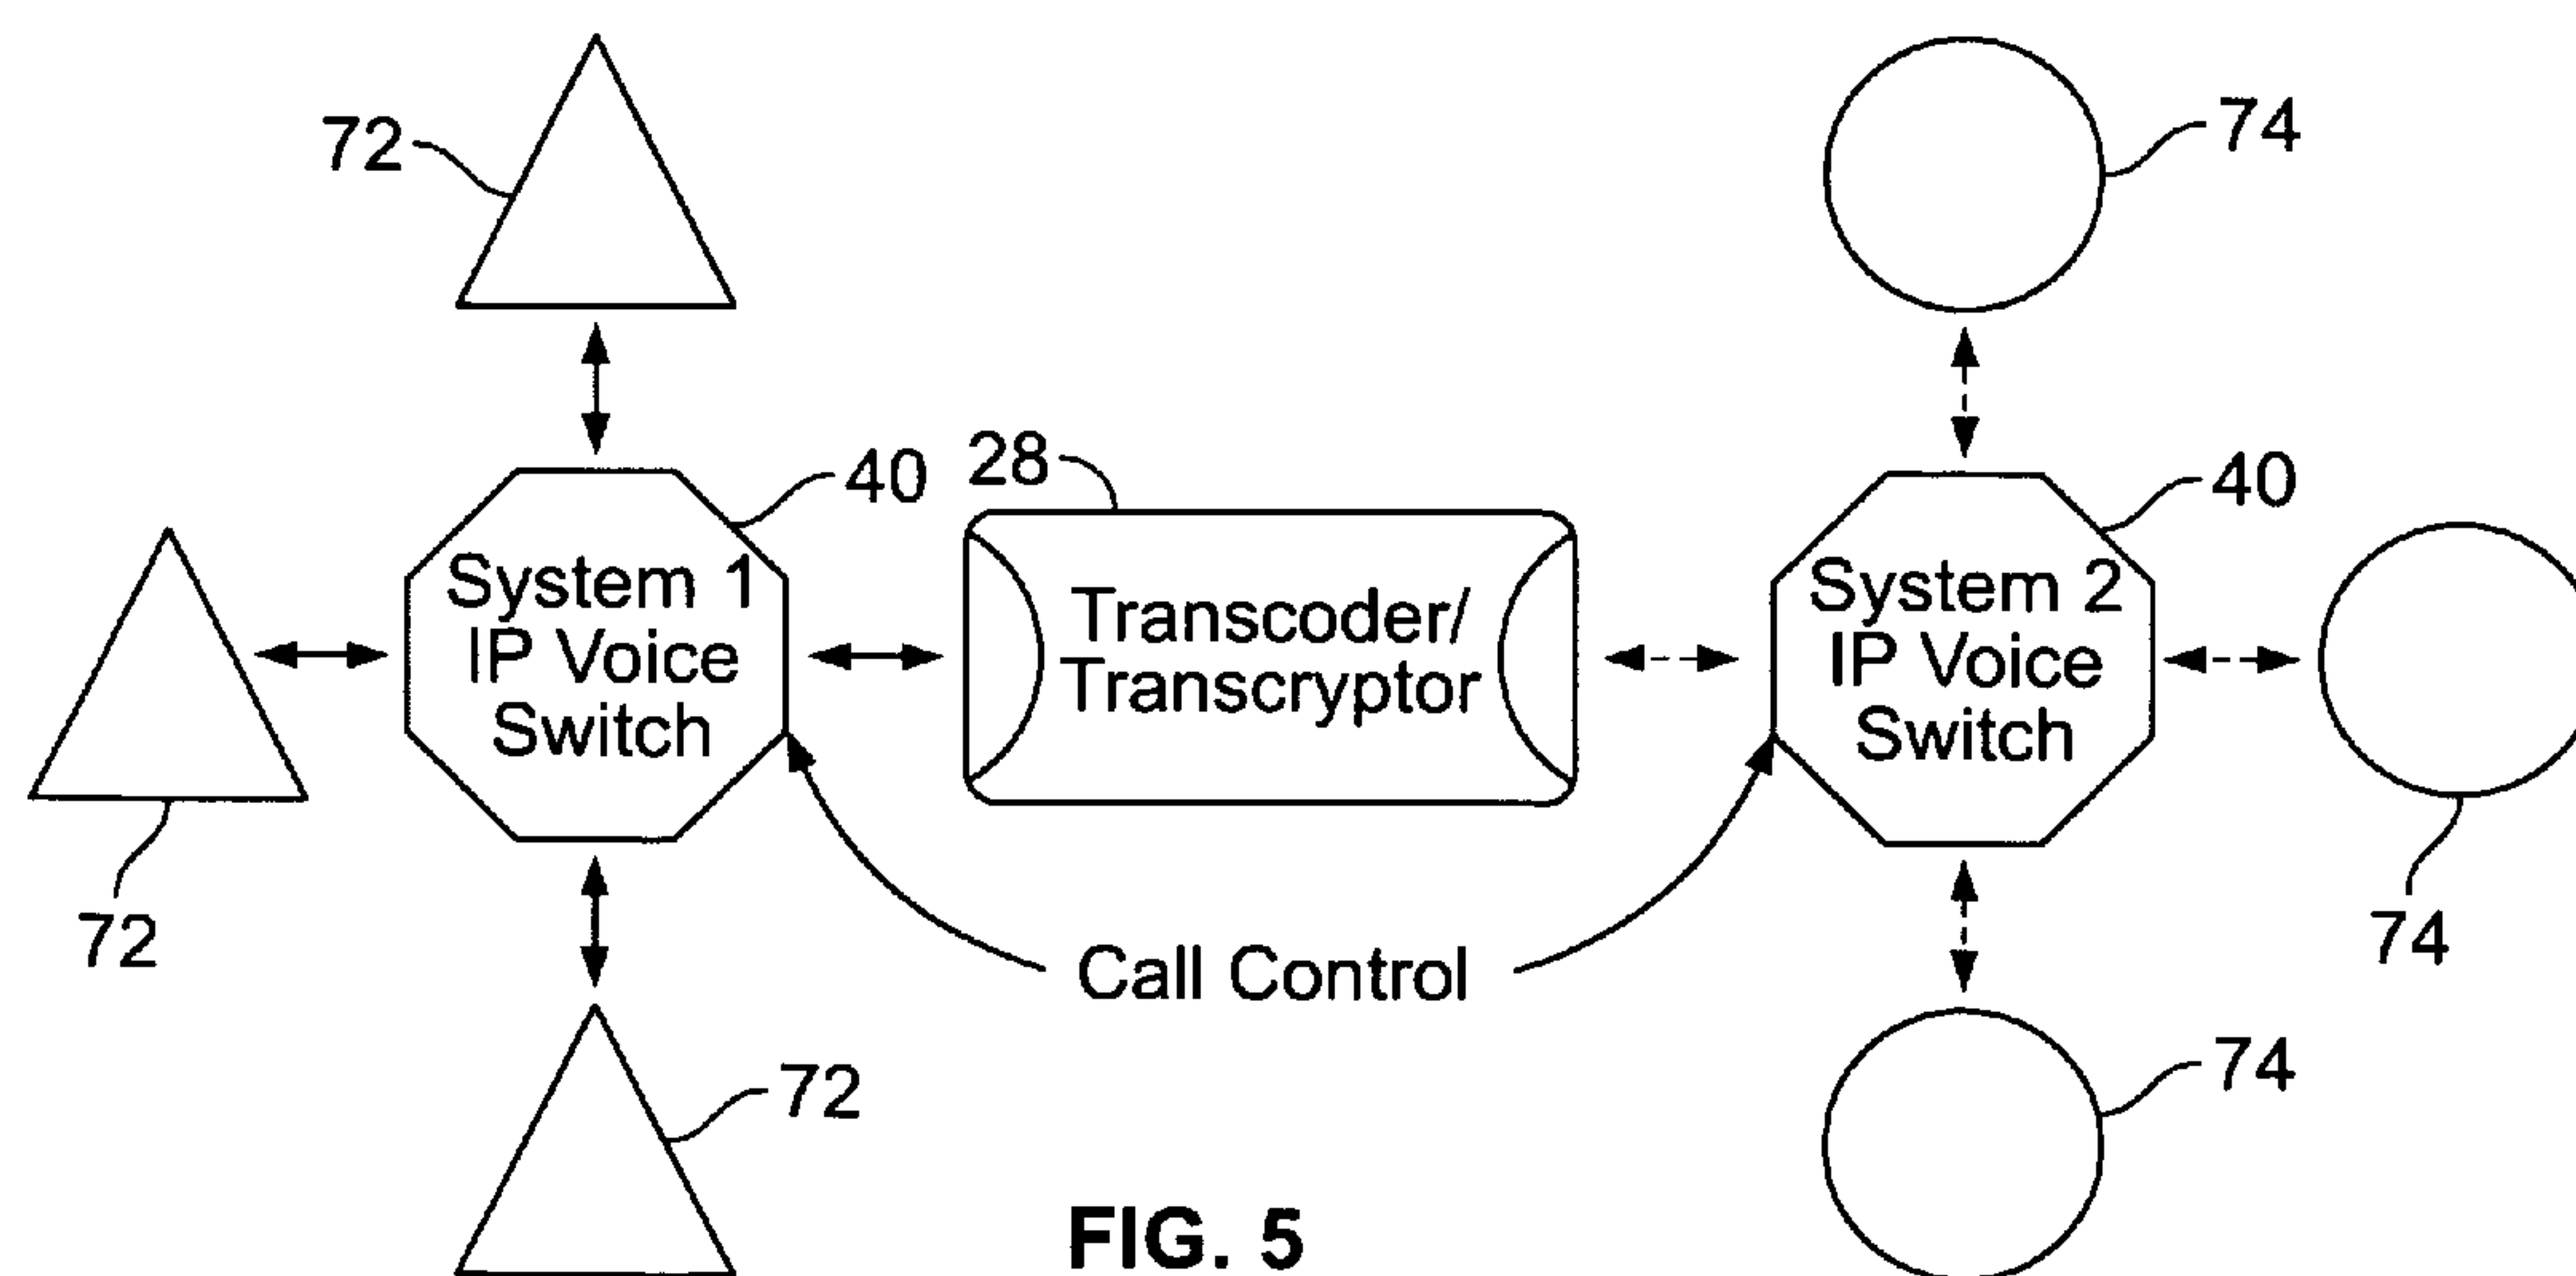 72
74
28
40
40
System 1
IP Voice
Switch
Transcoder/
Transcryptor
System 2
IP Voice
Switch
72
Call Control
74
72
74
FIG. 5